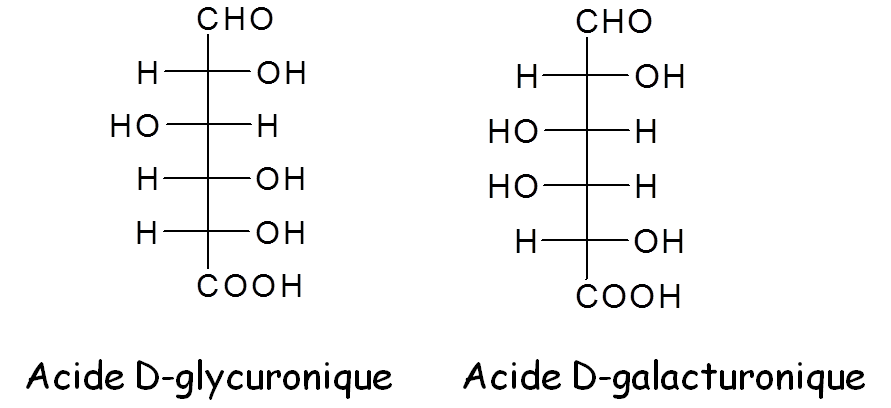 CHO
H OH
HO H
H OH
H OH
COOH
Acide D-glycuronique
CHO
H OH
HO H
HO H
H OH
COOH
Acide D-galacturonique